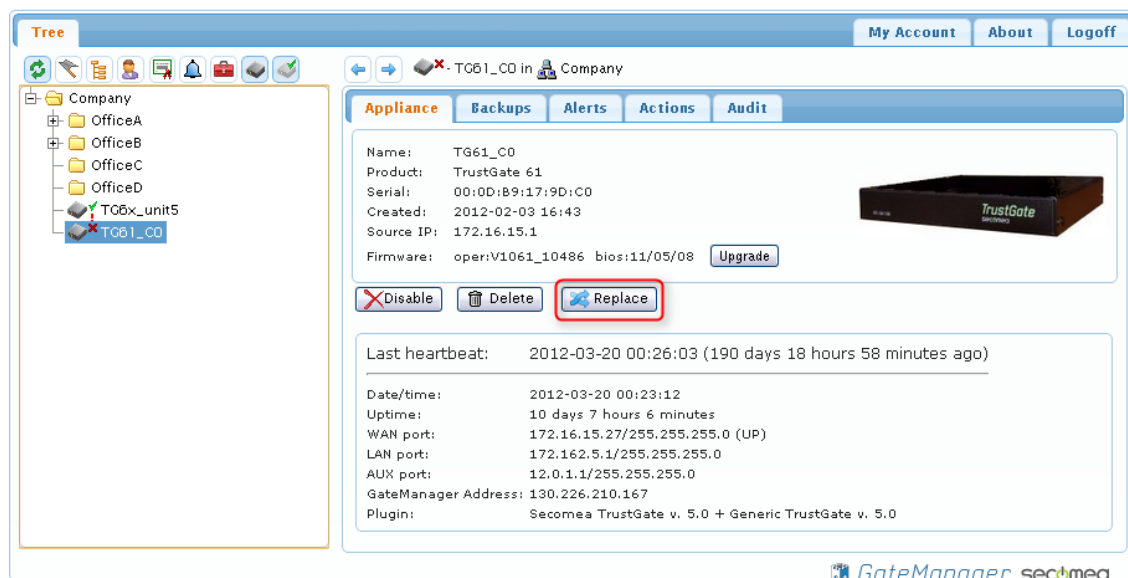 Tree
My Account About Logoff
TG61_C0 in Company
Company
OfficeA
OfficeB
OfficeC
OfficeD
TG6x_unit5
TG61_C0
Appliance Backups Alerts Actions Audit
Name: TG61_C0
Product: TrustGate 61
Serial: 00:0D:B9:17:9D:C0
Created: 2012-02-03 16:43
Source IP: 172.16.15.1
Firmware: oper:V1061_10486 bios:11/05/08 Upgrade
TrustGate
secomea
Disable Delete Replace
Last heartbeat: 2012-03-20 00:26:03 (190 days 18 hours 58 minutes ago)
Date/time: 2012-03-20 00:23:12
Uptime: 10 days 7 hours 6 minutes
WAN port: 172.16.15.27/255.255.255.0 (UP)
LAN port: 172.162.5.1/255.255.255.0
AUX port: 12.0.1.1/255.255.255.0
GateManager Address: 130.226.210.167
Plugin: Secomea TrustGate v. 5.0 + Generic TrustGate v. 5.0
GateManager secomea